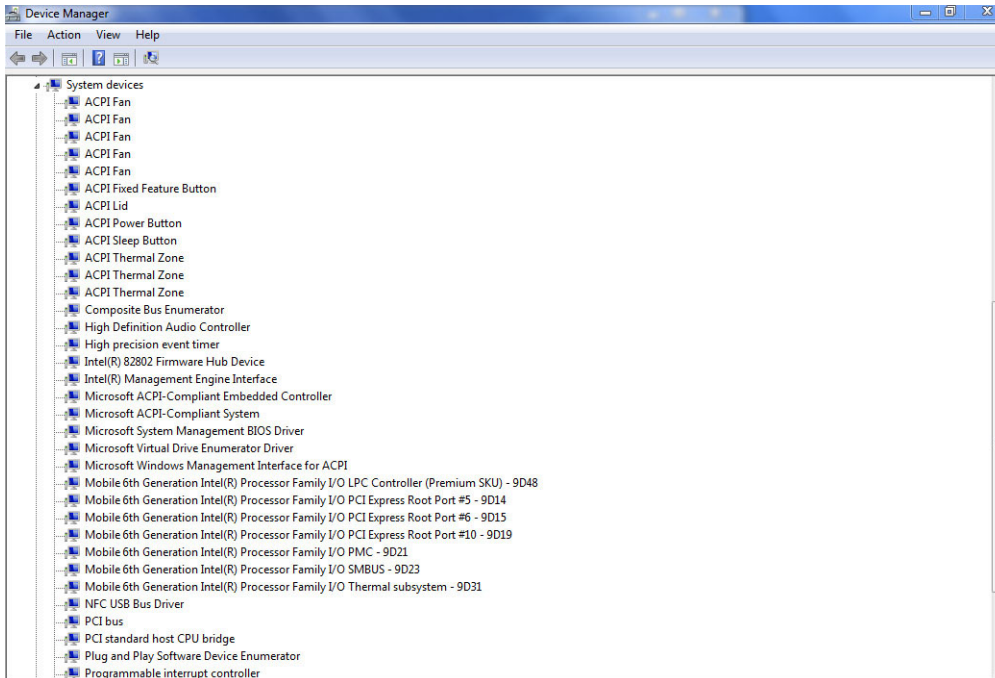 Device Manager
File Action View Help
System devices
ACPI Fan
ACPI Fan
ACPI Fan
ACPI Fan
ACPI Fan
ACPI Fixed Feature Button
ACPI Lid
ACPI Power Button
ACPI Sleep Button
ACPI Thermal Zone
ACPI Thermal Zone
ACPI Thermal Zone
Composite Bus Enumerator
High Definition Audio Controller
High precision event timer
Intel(R) 82802 Firmware Hub Device
Intel(R) Management Engine Interface
Microsoft ACPI-Compliant Embedded Controller
Microsoft ACPI-Compliant System
Microsoft System Management BIOS Driver
Microsoft Virtual Drive Enumerator Driver
Microsoft Windows Management Interface for ACPI
Mobile 6th Generation Intel(R) Processor Family I/O LPC Controller (Premium SKU) - 9D48
Mobile 6th Generation Intel(R) Processor Family I/O PCI Express Root Port #5 - 9D14
Mobile 6th Generation Intel(R) Processor Family I/O PCI Express Root Port #6 - 9D15
Mobile 6th Generation Intel(R) Processor Family I/O PCI Express Root Port #10 - 9D19
Mobile 6th Generation Intel(R) Processor Family I/O PMC - 9D21
Mobile 6th Generation Intel(R) Processor Family I/O SMBUS - 9D23
Mobile 6th Generation Intel(R) Processor Family I/O Thermal subsystem - 9D31
NFC USB Bus Driver
PCI bus
PCI standard host CPU bridge
Plug and Play Software Device Enumerator
Programmable interrupt controller